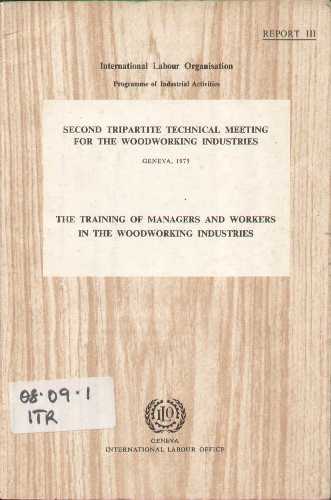 REPORT III
International Labour Organisation
Programme of Industrial Activities
SECOND TRIPARTITE TECHNICAL MEETING
FOR THE WOODWORKING INDUSTRIES
GENEVA, 1975
THE TRAINING OF MANAGERS AND WORKERS
IN THE WOODWORKING INDUSTRIES
08.09.1
ITR
ILO
GENEVA
INTERNATIONAL LABOUR OFFICE